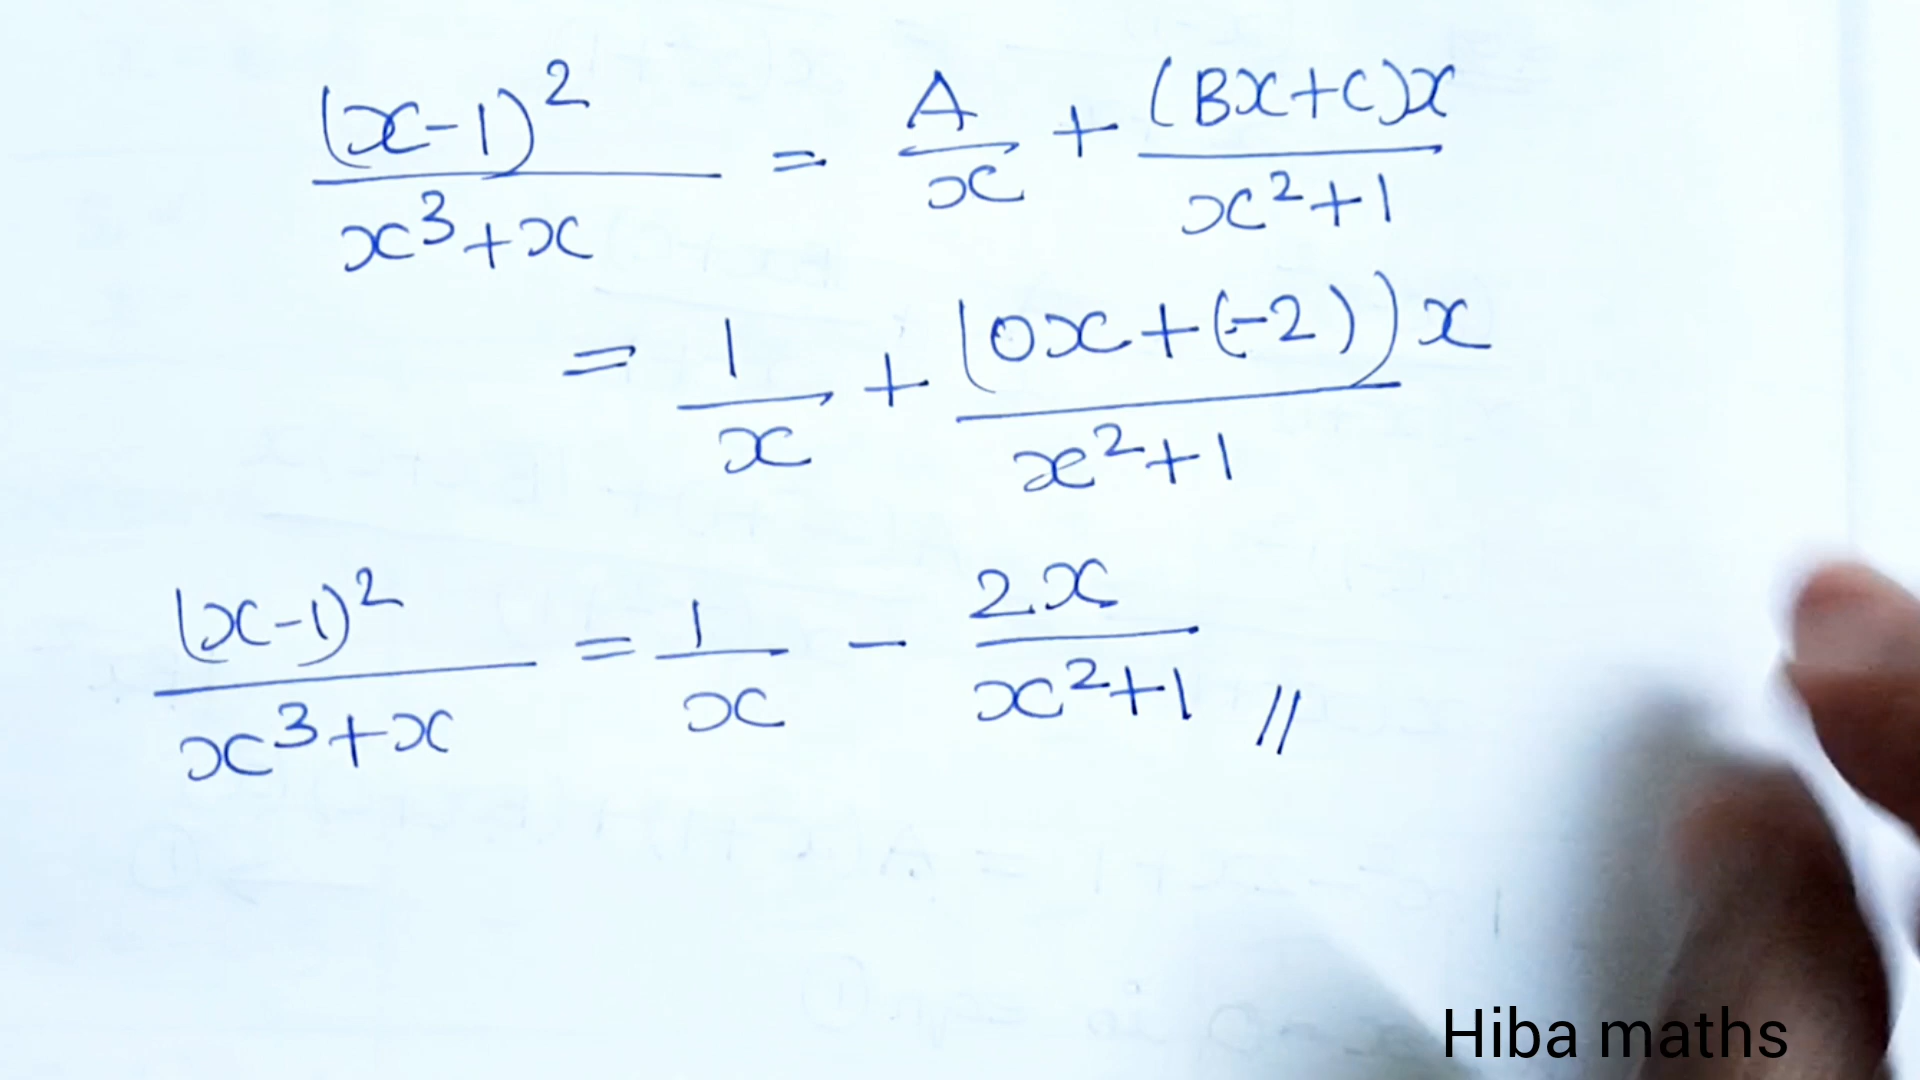 (x-1)² / x³+x = A / x + (Bx+C)x / x²+1
= 1 / x + (0x+(-2))x / x²+1
(x-1)² / x³+x = 1 / x - 2x / x²+1 //
Hiba maths